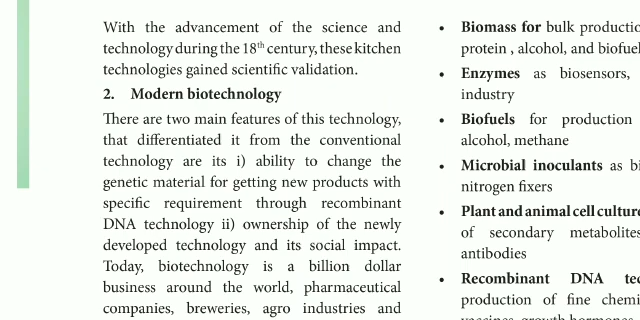 With the advancement of the science and
technology during the 18th century, these kitchen
technologies gained scientific validation.
2. Modern biotechnology
There are two main features of this technology,
that differentiated it from the conventional
technology are its i) ability to change the
genetic material for getting new products with
specific requirement through recombinant
DNA technology ii) ownership of the newly
developed technology and its social impact.
Today, biotechnology is a billion dollar
business around the world, pharmaceutical
companies, breweries, agro industries and
• Biomass for bulk
protein , alcohol, and
• Enzymes as biosensors,
industry
• Biofuels for production
alcohol, methane
• Microbial inoculants as
nitrogen fixers
• Plant and animal cell culture
of secondary metabolites
antibodies
• Recombinant DNA
production of fine